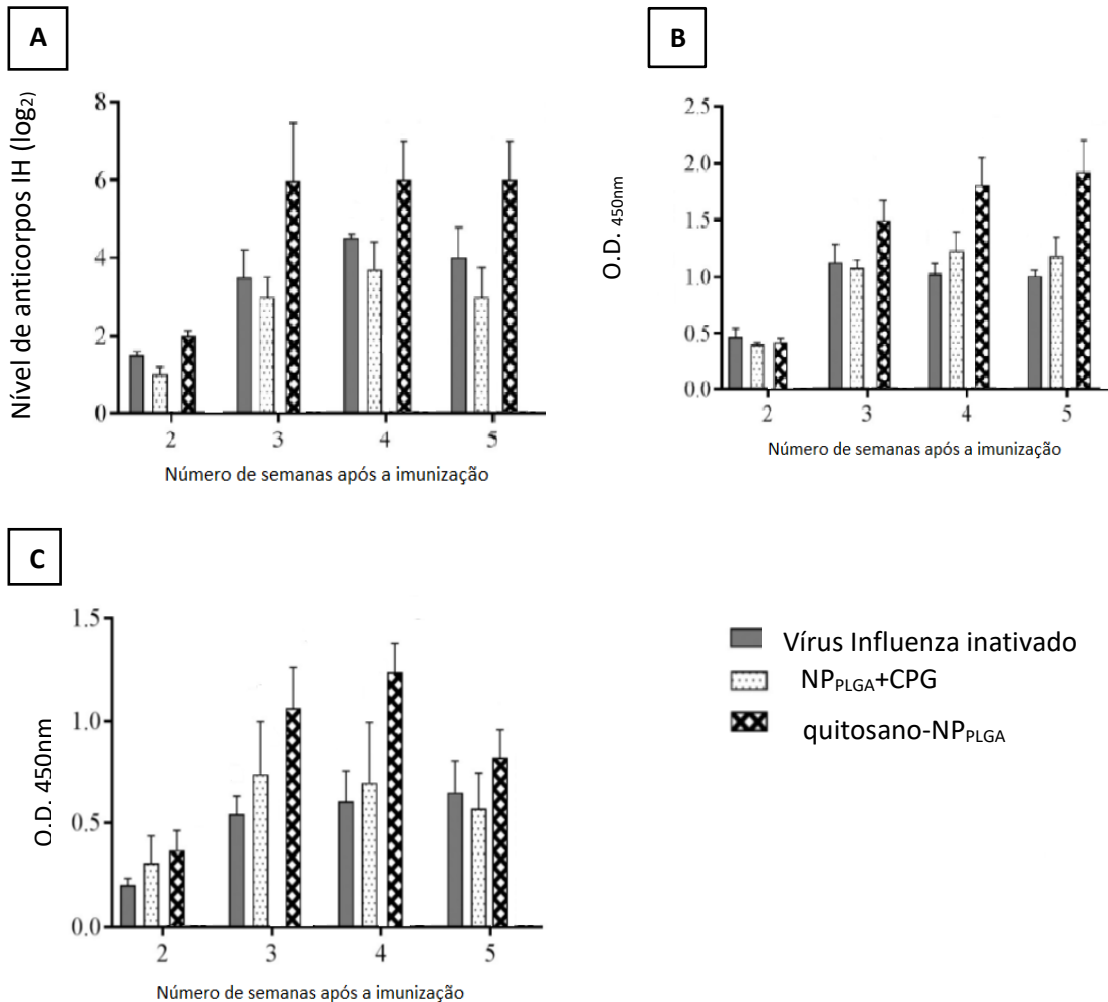 A
Nível de anticorpos IH (log2)
8
6
4
2
0
2 3 4 5
Número de semanas após a imunização
B
O.D. 450nm
2.5
2.0
1.5
1.0
0.5
0.0
2 3 4 5
Número de semanas após a imunização
C
O.D. 450nm
1.5
1.0
0.5
0.0
2 3 4 5
Número de semanas após a imunização
Vírus Influenza inativado
NPPLGA+CPG
quitosano-NPPLGA